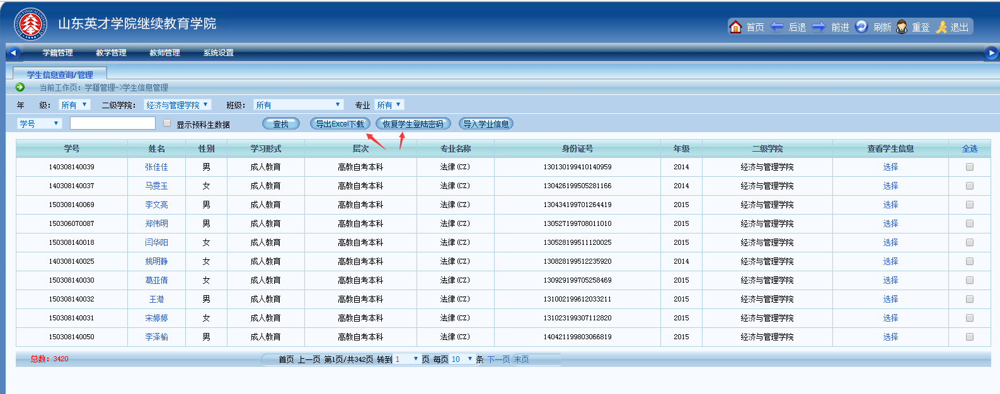 山东英才学院继续教育学院
首页 后退 前进 刷新 重登 退出
学籍管理 教学管理 教师管理 系统设置
学生信息查询/管理
当前工作页：学籍管理->学生信息管理
年 级： 所有 二级学院： 经济与管理学院 班级： 所有 专业 所有
学号 显示预科生数据 查找 导出Excel下载 恢复学生登陆密码 导入学业信息
学号 姓名 性别 学习形式 层次 专业名称 身份证号 年级 二级学院 查看学生信息 全选
140308140039 张佳佳 男 成人教育 高教自考本科 法律(CZ) 130130199410140959 2014 经济与管理学院 选择
140308140037 马雯玉 女 成人教育 高教自考本科 法律(CZ) 130426199505281166 2014 经济与管理学院 选择
150308140069 李文亮 男 成人教育 高教自考本科 法律(CZ) 130434199701264419 2015 经济与管理学院 选择
150306070087 郑伟明 男 成人教育 高教自考本科 法律(CZ) 130527199708011010 2015 经济与管理学院 选择
150308140018 闫华阳 女 成人教育 高教自考本科 法律(CZ) 130528199511120025 2015 经济与管理学院 选择
140308140025 姚明静 女 成人教育 高教自考本科 法律(CZ) 130828199512235920 2014 经济与管理学院 选择
150308140030 葛亚倩 女 成人教育 高教自考本科 法律(CZ) 130929199705258469 2015 经济与管理学院 选择
150308140032 王港 男 成人教育 高教自考本科 法律(CZ) 131002199612033211 2015 经济与管理学院 选择
150308140031 宋婷婷 女 成人教育 高教自考本科 法律(CZ) 131023199307112820 2015 经济与管理学院 选择
150308140050 李泽榆 男 成人教育 高教自考本科 法律(CZ) 140421199803066819 2015 经济与管理学院 选择
总数：3420 首页 上一页 第1页/共342页 转到 1 页 每页 10 条 下一页 末页